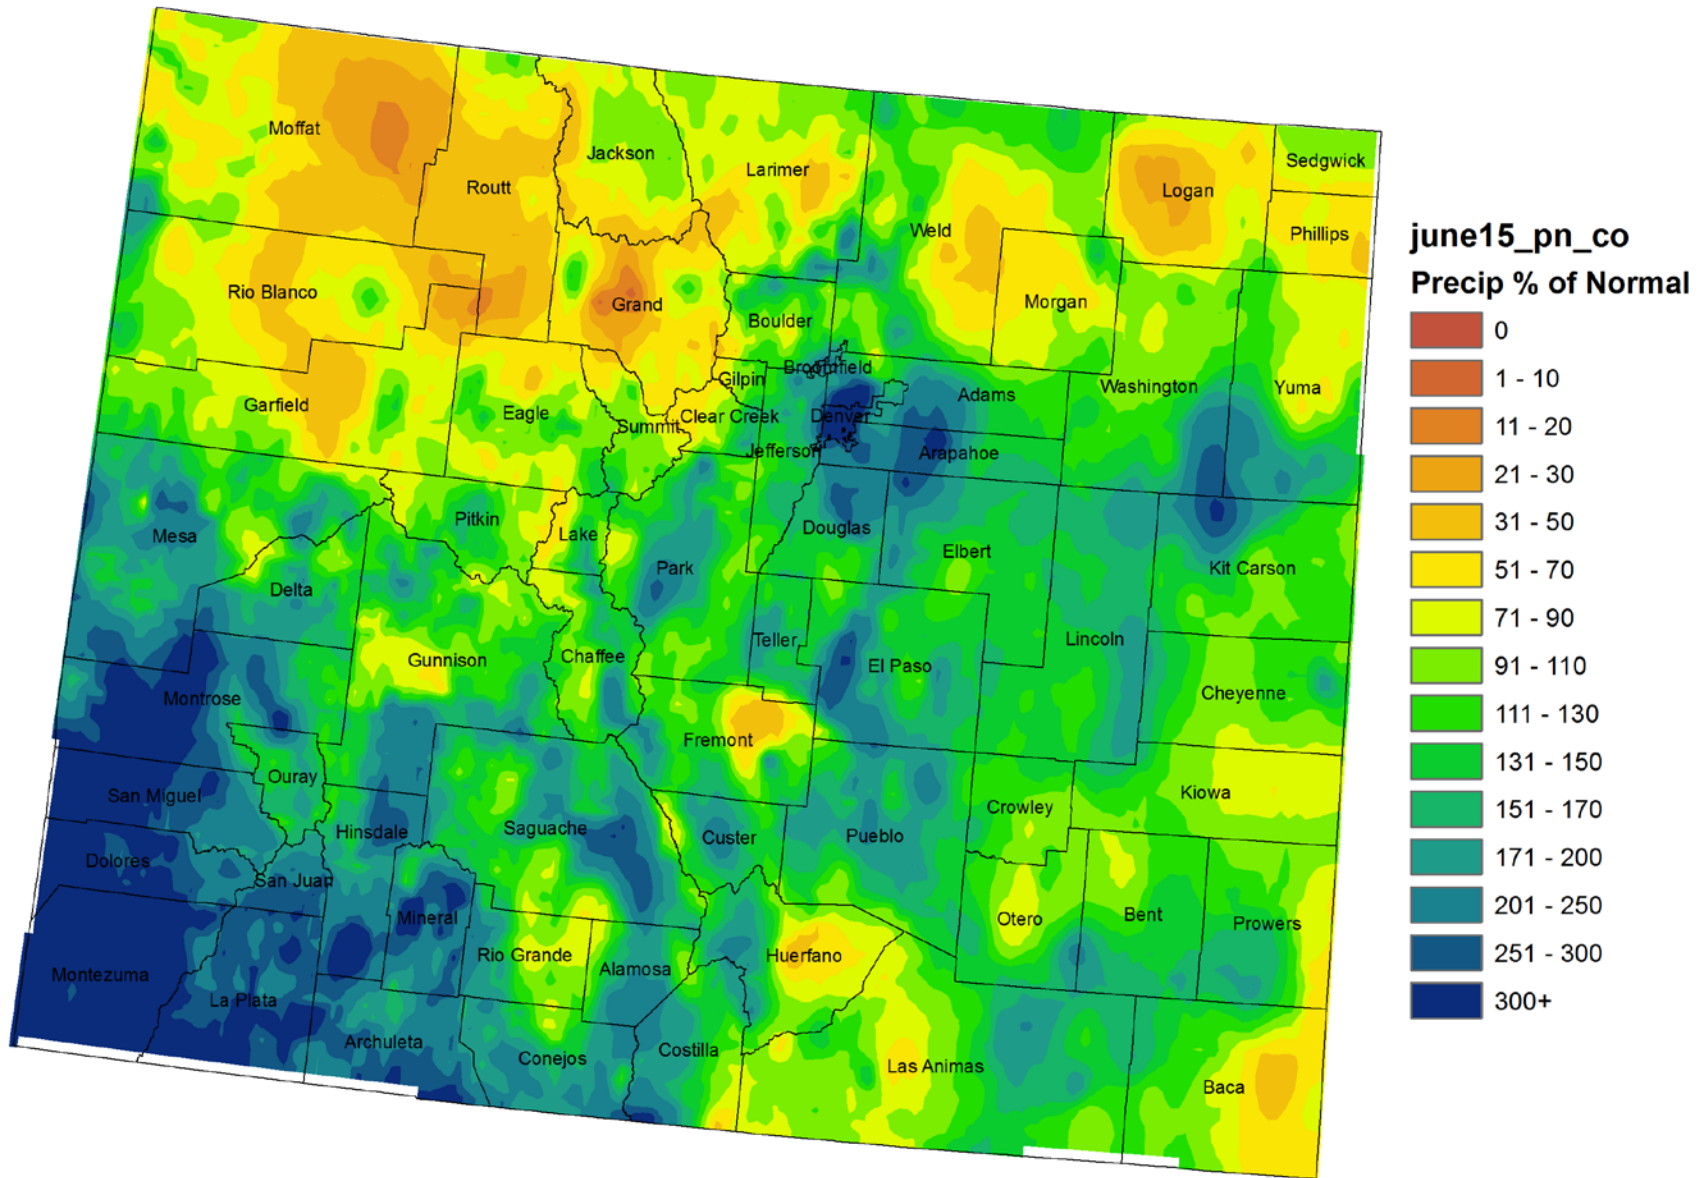 Moffat
Jackson
Larimer
Sedgwick
Routt
Logan
Weld
Phillips
Rio Blanco
Grand
Morgan
Boulder
Broomfield
Gilpin
Washington
Yuma
Adams
Garfield
Eagle
Summit
Clear Creek
Denver
Jefferson
Arapahoe
Pitkin
Lake
Mesa
Douglas
Elbert
Park
Kit Carson
Delta
Teller
Lincoln
Gunnison
Chaffee
El Paso
Montrose
Cheyenne
Fremont
Ouray
San Miguel
Kiowa
Crowley
Hinsdale
Saguache
Custer
Pueblo
Dolores
San Juan
Mineral
Otero
Bent
Prowers
Rio Grande
Huerfano
Montezuma
Alamosa
La Plata
Archuleta
Conejos
Costilla
Las Animas
Baca
june15_pn_co
Precip % of Normal
0
1 - 10
11 - 20
21 - 30
31 - 50
51 - 70
71 - 90
91 - 110
111 - 130
131 - 150
151 - 170
171 - 200
201 - 250
251 - 300
300+